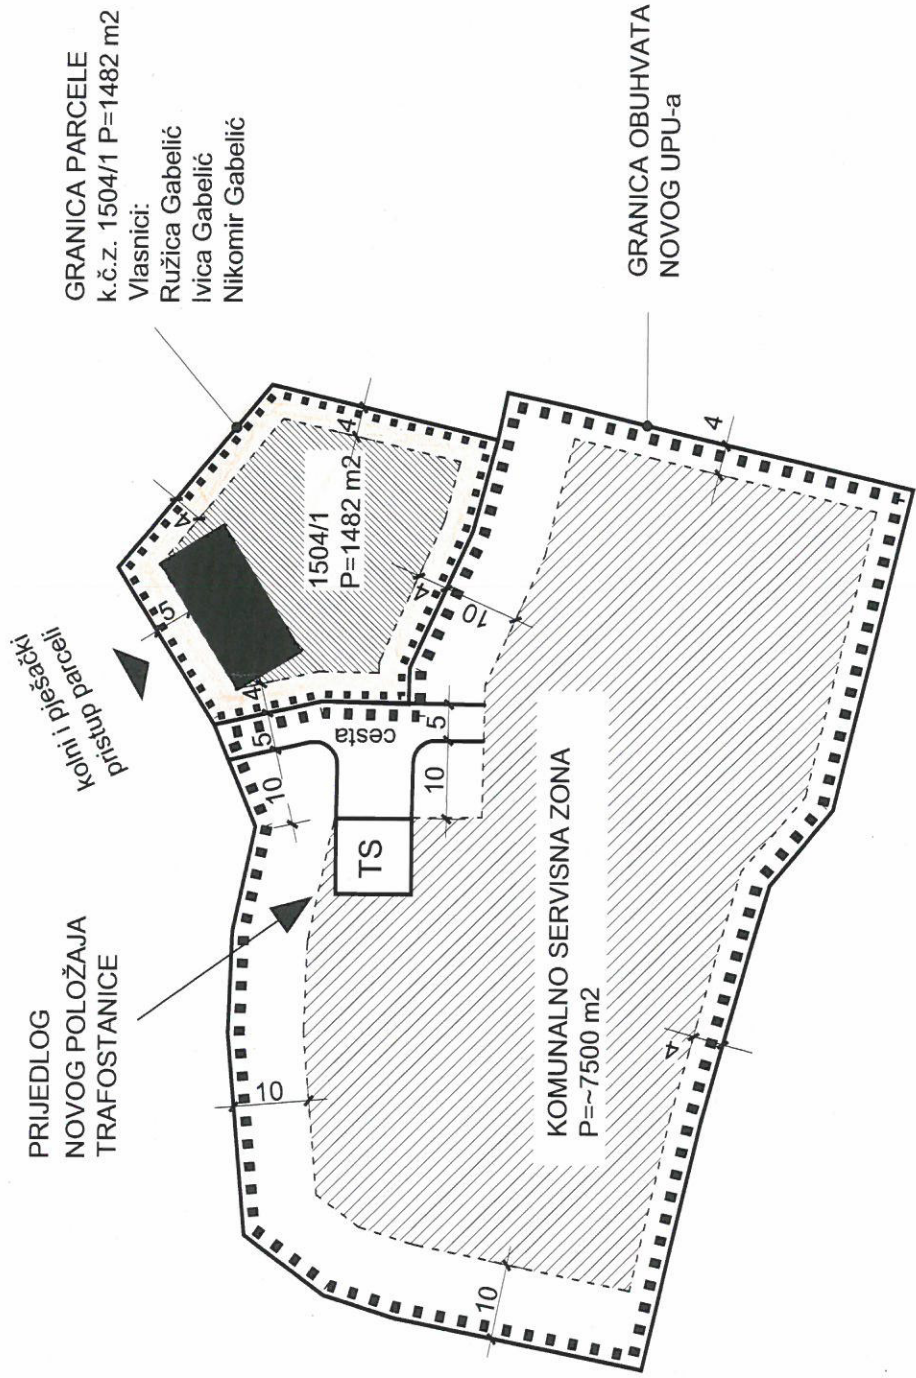 GRANICA PARCELE
k.č.z. 1504/1 P=1482 m2
Vlasnici:
Ružica Gabelić
Ivica Gabelić
Nikomir Gabelić
GRANICA OBUHVATA
NOVOG UPU-a
kolni i pješački
pristup parceli
PRIJEDLOG
NOVOG POLOŽAJA
TRAFOSTANICE
1504/1
P=1482 m2
4
4
5
4
4
10
5
10
cesta
5
10
TS
10
10
4
4
KOMUNALNO SERVISNA ZONA
P=~7500 m2